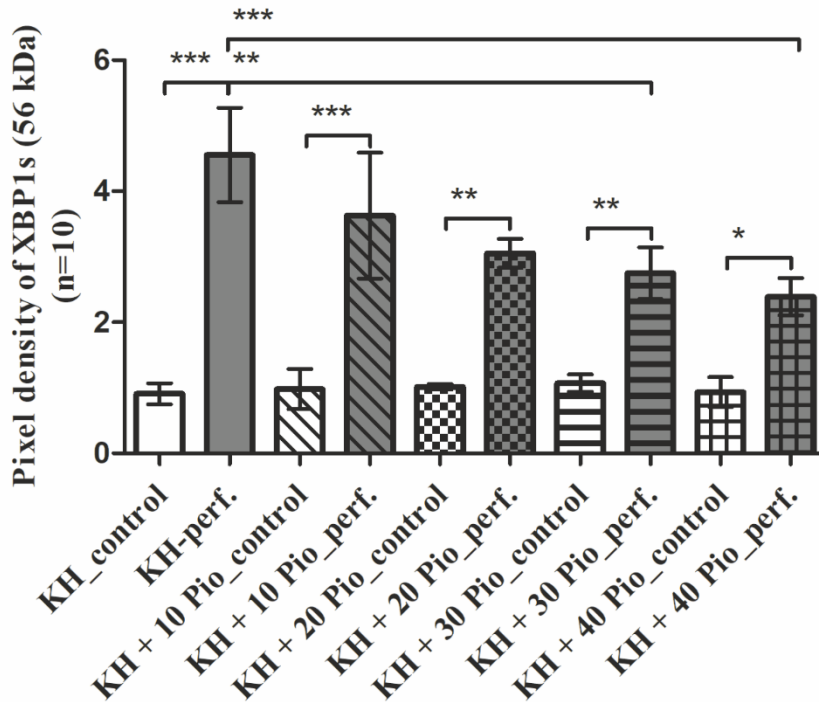 ***
*** **
***
**
**
*
Pixel density of XBP1s (56 kDa)
(n=10)
6
4
2
0
KH_control
KH-perf.
KH + 10 Pio_control
KH + 10 Pio_perf.
KH + 20 Pio_control
KH + 20 Pio_perf.
KH + 30 Pio_control
KH + 30 Pio_perf.
KH + 40 Pio_control
KH + 40 Pio_perf.